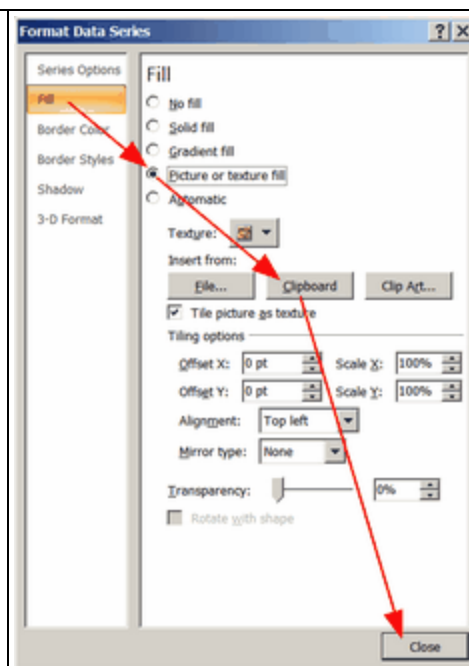 Format Data Series
Series Options
Fill
Border Color
Border Styles
Shadow
3-D Format
Fill
No fill
Solid fill
Gradient fill
Picture or texture fill
Automatic
Texture:
Insert from:
File... Clipboard Clip Art...
Tile picture as texture
Tiling options
Offset X: 0 pt Scale X: 100%
Offset Y: 0 pt Scale Y: 100%
Alignment: Top left
Mirror type: None
Transparency: 0%
Rotate with shape
Close